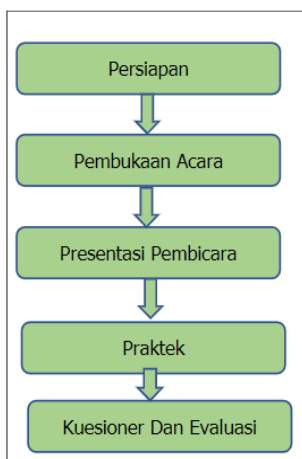 Persiapan
Pembukaan Acara
Presentasi Pembicara
Praktek
Kuesioner Dan Evaluasi